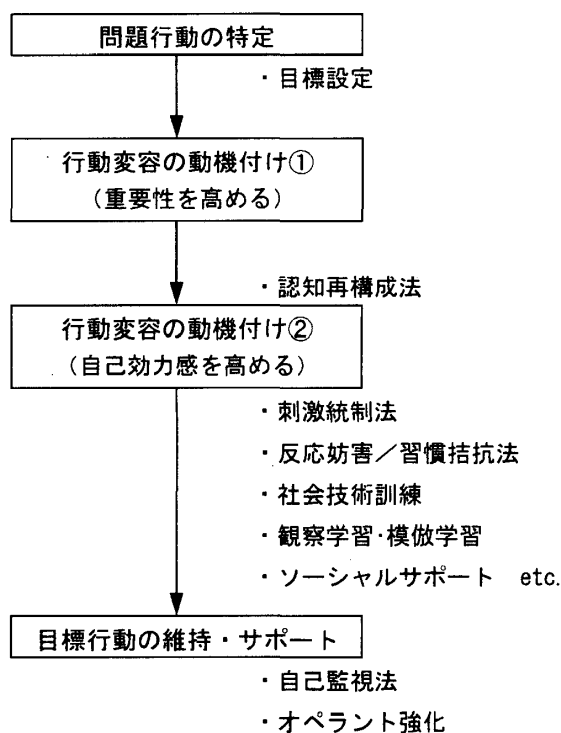 問題行動の特定
・目標設定
行動変容の動機付け①
（重要性を高める）
・認知再構成法
行動変容の動機付け②
（自己効力感を高める）
・刺激統制法
・反応妨害／習慣拮抗法
・社会技術訓練
・観察学習・模倣学習
・ソーシャルサポート etc.
目標行動の維持・サポート
・自己監視法
・オペラント強化